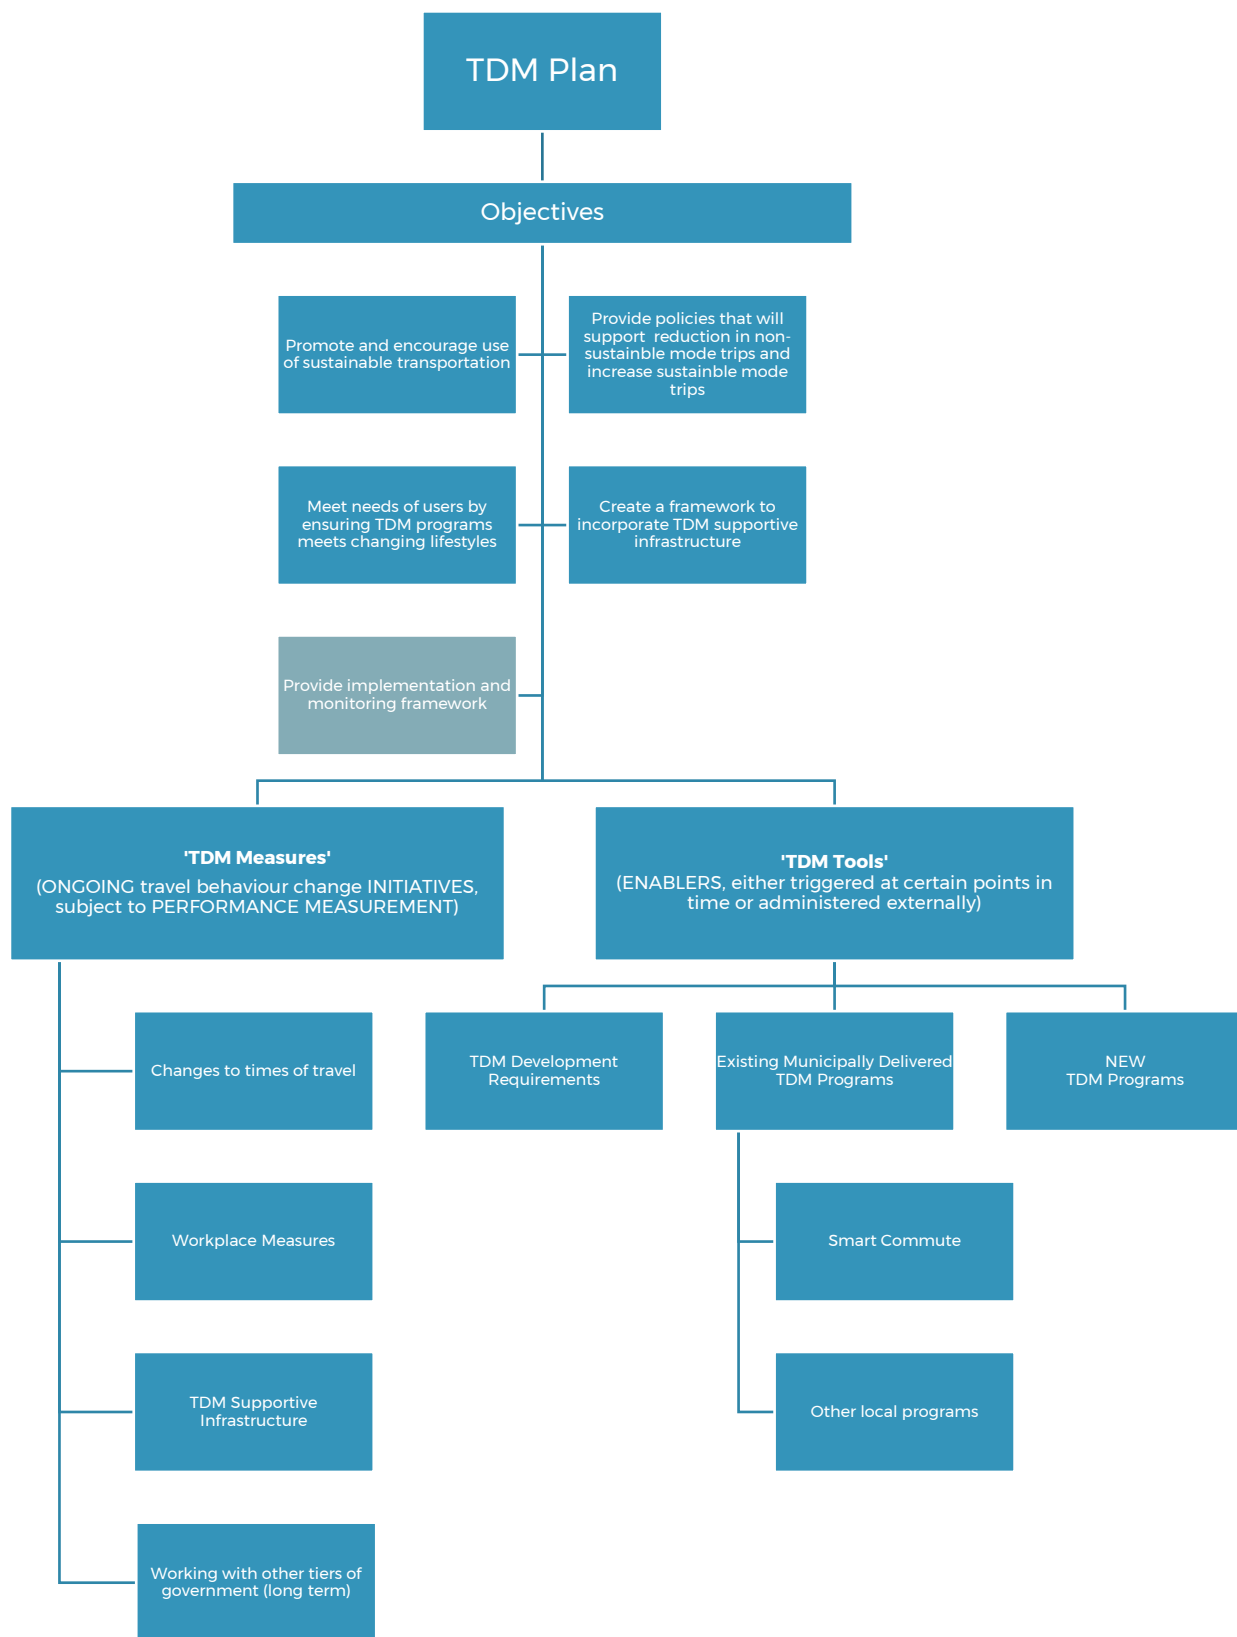 TDM Plan
Objectives
Promote and encourage use
of sustainable transportation
Provide policies that will
support  reduction in non-
sustainble mode trips and
increase sustainble mode
trips
Meet needs of users by
ensuring TDM programs
meets changing lifestyles
Create a framework to
incorporate TDM supportive
infrastructure
Provide implementation and
monitoring framework
'TDM Measures'
(ONGOING travel behaviour change INITIATIVES,
subject to PERFORMANCE MEASUREMENT)
'TDM Tools'
(ENABLERS, either triggered at certain points in
time or administered externally)
Changes to times of travel
Workplace Measures
TDM Supportive
Infrastructure
Working with other tiers of
government (long term)
TDM Development
Requirements
Existing Municipally Delivered
TDM Programs
Smart Commute
Other local programs
NEW
TDM Programs